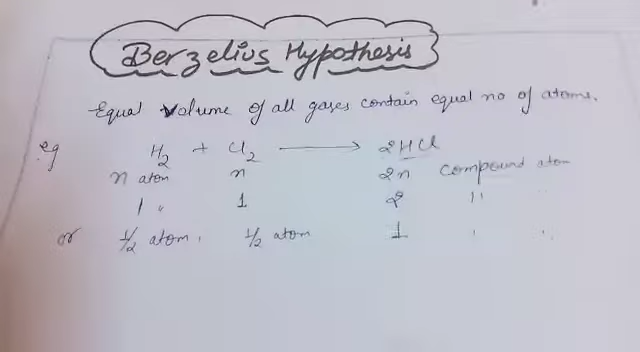 Berzelius Hypothesis
Equal Volume of all gases contain equal no of atoms.
eg H₂ + Cl₂ ⟶ 2HCl
n atom n 2n compound atom
1 " 1 2 " "
or 1/2 atom, 1/2 atom 1 " "